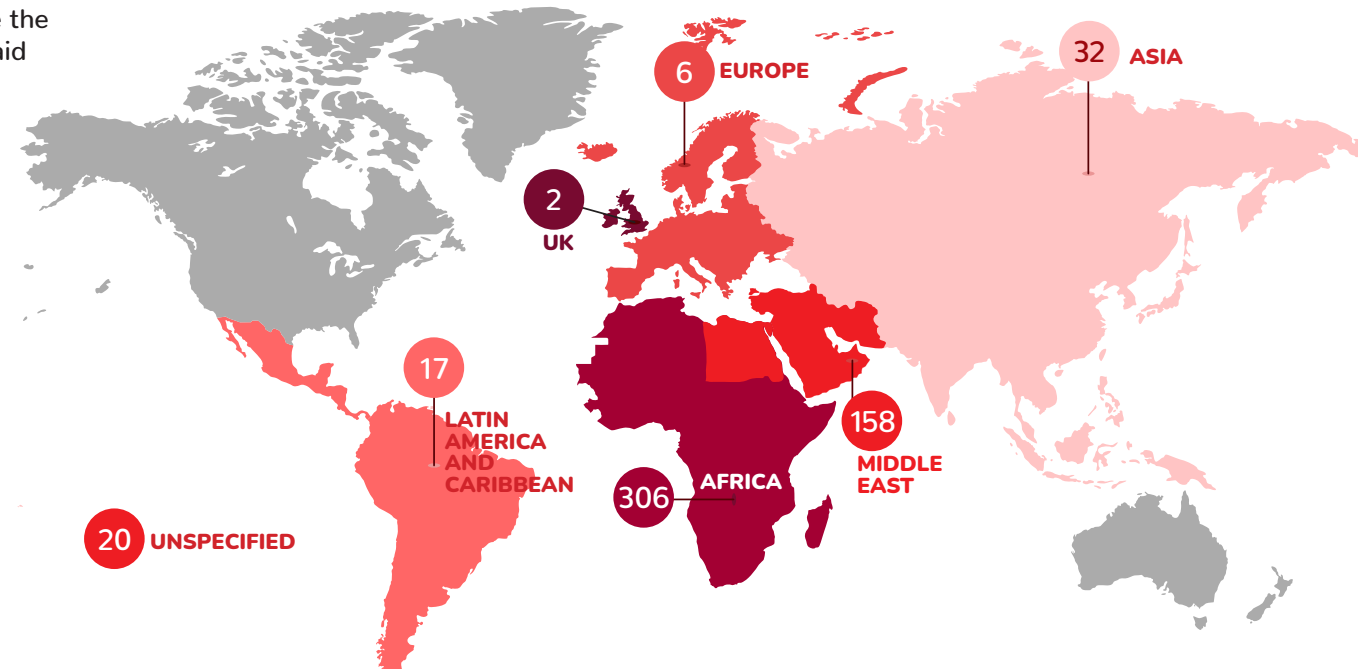 the
nid
32
ASIA
6
EUROPE
2
UK
17
LATIN
AMERICA
AND
CARIBBEAN
158
MIDDLE
EAST
AFRICA
306
20
UNSPECIFIED